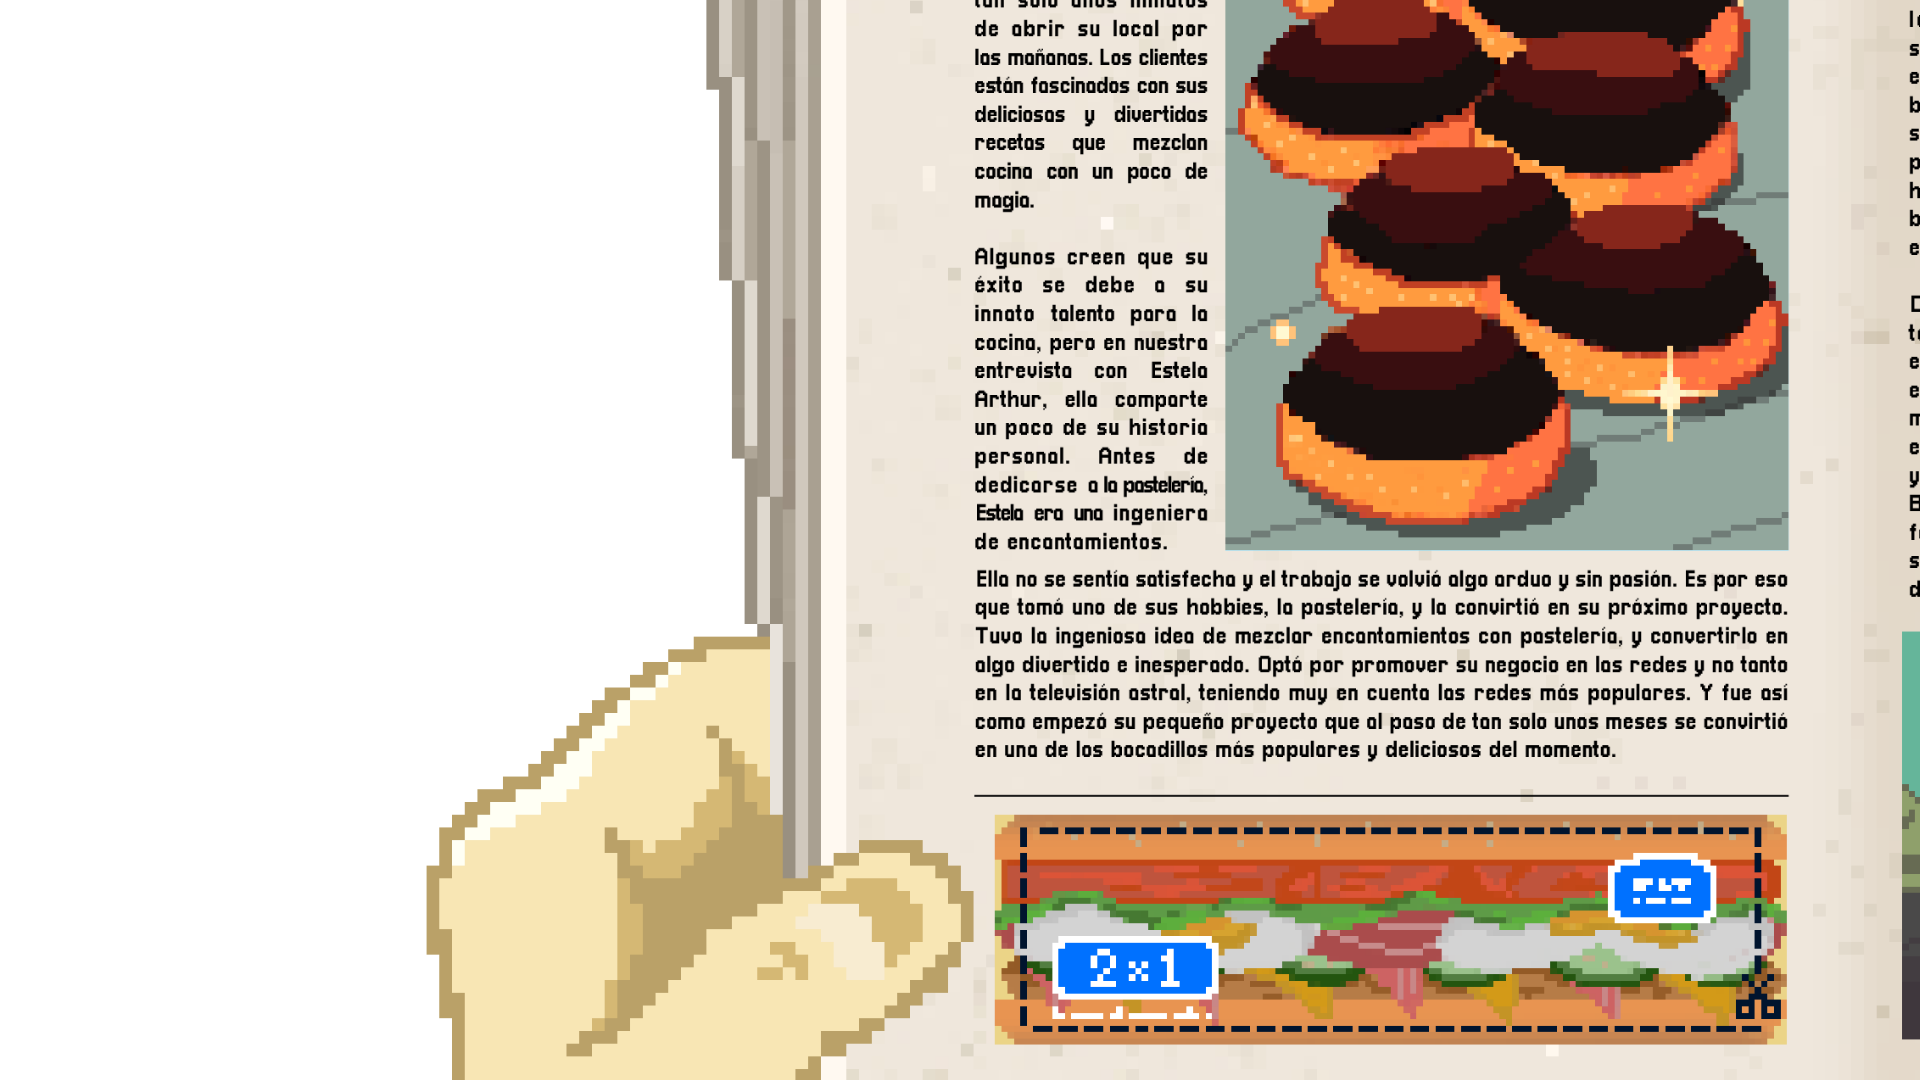 de abrir su local por
las mañanas. Los clientes
están fascinados con sus
deliciosas y divertidas
recetas que mezclan
cocina con un poco de
magia.
Algunos creen que su
éxito se debe a su
innato talento para la
cocina, pero en nuestra
entrevista con Estela
Arthur, ella comparte
un poco de su historia
personal. Antes de
dedicarse a la pastelería,
Estela era una ingeniera
de encantamientos.
Ella no se sentía satisfecha y el trabajo se volvió algo arduo y sin pasión. Es por eso
que tomó uno de sus hobbies, la pastelería, y la convirtió en su próximo proyecto.
Tuvo la ingeniosa idea de mezclar encantamientos con pastelería, y convertirlo en
algo divertido e inesperado. Optó por promover su negocio en las redes y no tanto
en la televisión astral, teniendo muy en cuenta las redes más populares. Y fue así
como empezó su pequeño proyecto que al paso de tan solo unos meses se convirtió
en una de los bocadillos más populares y deliciosos del momento.
2x1